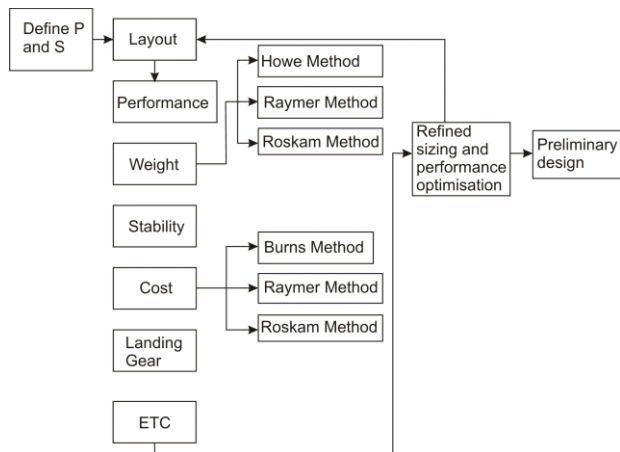 Define P
and S
Layout
Performance
Weight
Stability
Cost
Landing
Gear
ETC
Howe Method
Raymer Method
Roskam Method
Burns Method
Raymer Method
Roskam Method
Refined
sizing and
performance
optimisation
Preliminary
design